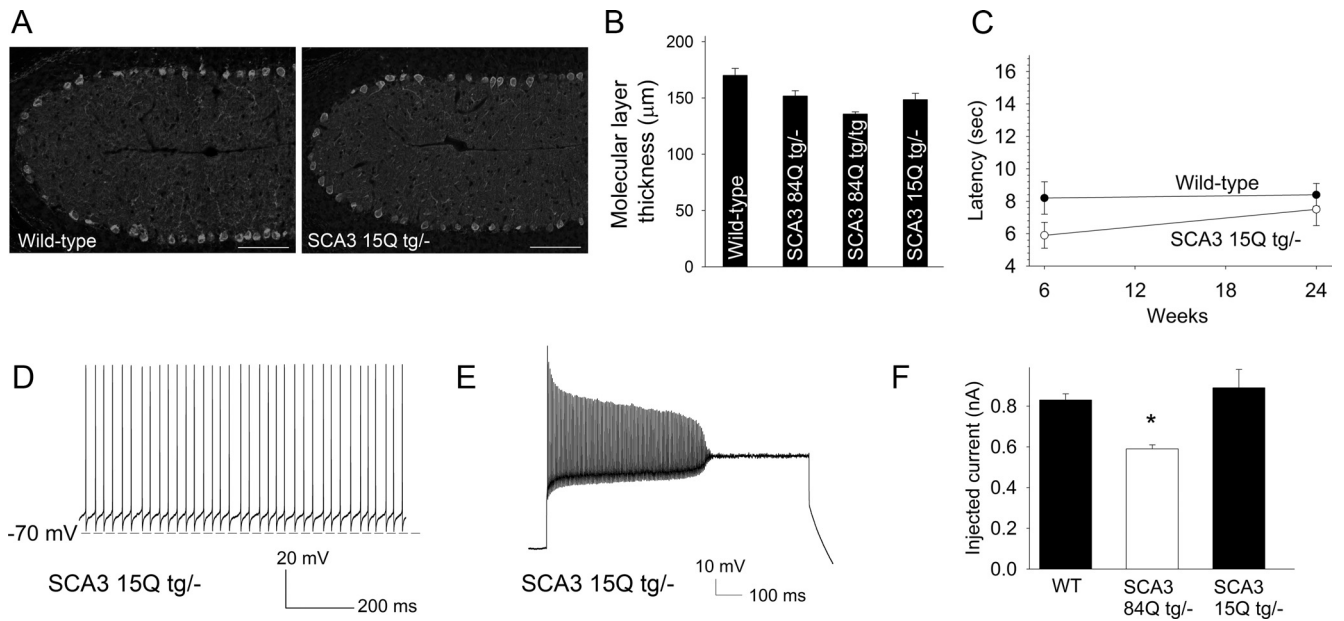 A
Wild-type
SCA3 15Q tg/-
B
Molecular layer
thickness (μm)
200
150
100
50
0
Wild-type
SCA3 84Q tg/-
SCA3 84Q tg/tg
SCA3 15Q tg/-
C
Latency (sec)
16
14
12
10
8
6
4
Wild-type
SCA3 15Q tg/-
6
12
18
24
Weeks
D
-70 mV
20 mV
200 ms
SCA3 15Q tg/-
E
SCA3 15Q tg/-
10 mV
100 ms
F
Injected current (nA)
0.8
0.6
0.4
0.2
0.0
*
WT
SCA3
84Q tg/-
SCA3
15Q tg/-